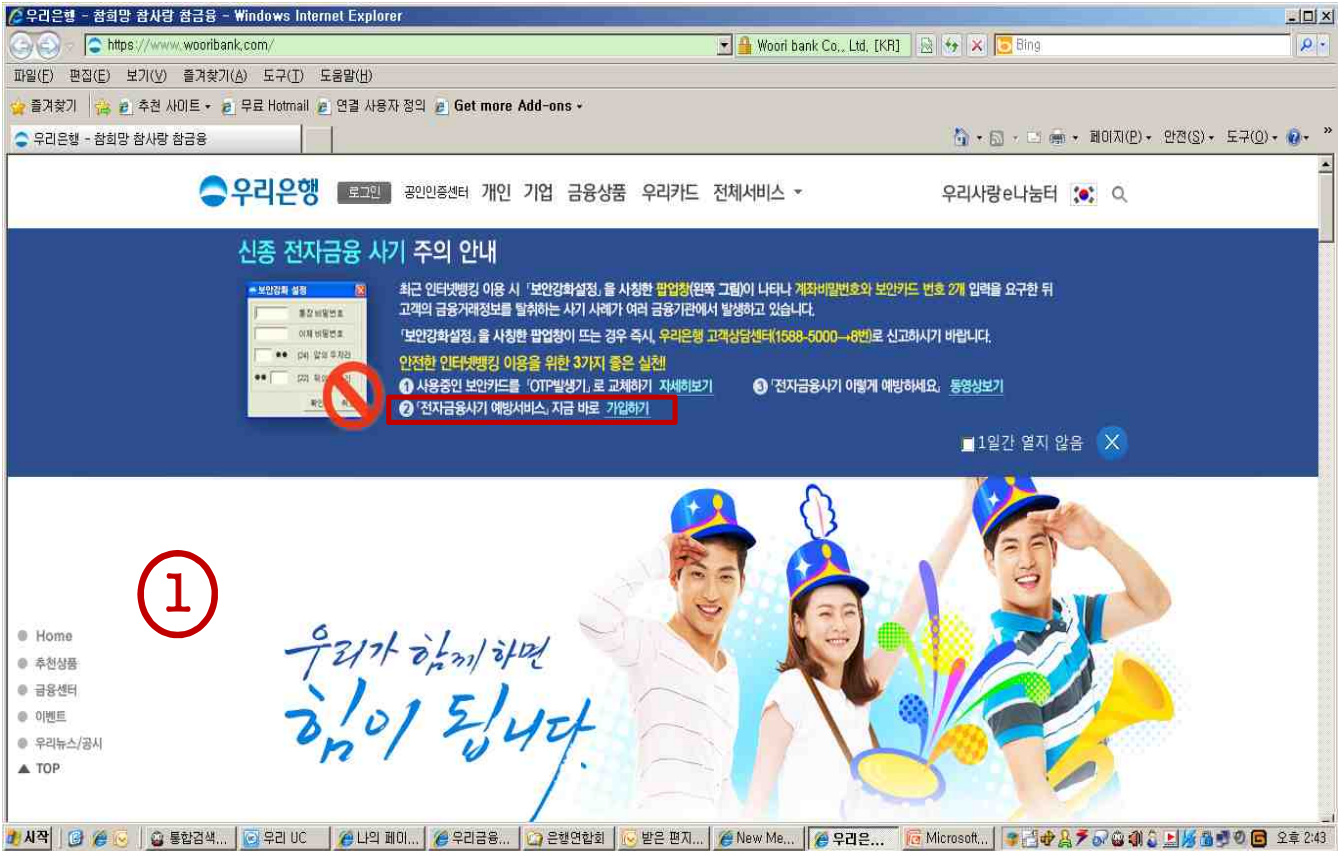 우리은행 - 참희망 참사랑 참금융 - Windows Internet Explorer
https://www.wooribank.com/
Woori bank Co., Ltd. [KR]
Bing
파일(F) 편집(E) 보기(V) 즐겨찾기(A) 도구(T) 도움말(H)
즐겨찾기 추천 사이트 무료 Hotmail 연결 사용자 정의 Get more Add-ons
우리은행 - 참희망 참사랑 참금융
페이지(P) 안전(S) 도구(O)
우리은행 로그인 공인인증센터 개인 기업 금융상품 우리카드 전체서비스 우리사랑e나눔터
신종 전자금융 사기 주의 안내
보안강화 설정
통장 비밀번호
이체 비밀번호
최근 인터넷뱅킹 이용 시 「보안강화설정」을 사칭한 팝업창(왼쪽 그림)이 나타나 계좌비밀번호와 보안카드 번호 2개 입력을 요구한 뒤
고객의 금융거래정보를 탈취하는 사기 사례가 여러 금융기관에서 발생하고 있습니다.
「보안강화설정」을 사칭한 팝업창이 뜨는 경우 즉시, 우리은행 고객상담센터(1588-5000→8번)로 신고하시기 바랍니다.
안전한 인터넷뱅킹 이용을 위한 3가지 좋은 실천!
1 사용중인 보안카드를 「OTP발생기」로 교체하기 자세히보기
3 「전자금융사기 이렇게 예방하세요」 동영상보기
2 「전자금융사기 예방서비스」 지금 바로 가입하기
1일간 열지 않음
1
우리가 함께하면
힘이 됩니다.
Home
추천상품
금융센터
이벤트
우리뉴스/공시
▲ TOP
시작 통합검색... 우리 UC 나의 페이... 우리금융... 은행연합회 받은 편지... New Me... 우리은... Microsoft... 오후 2:43